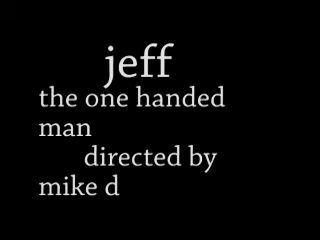 jeff
the one handed
man
directed by
mike d